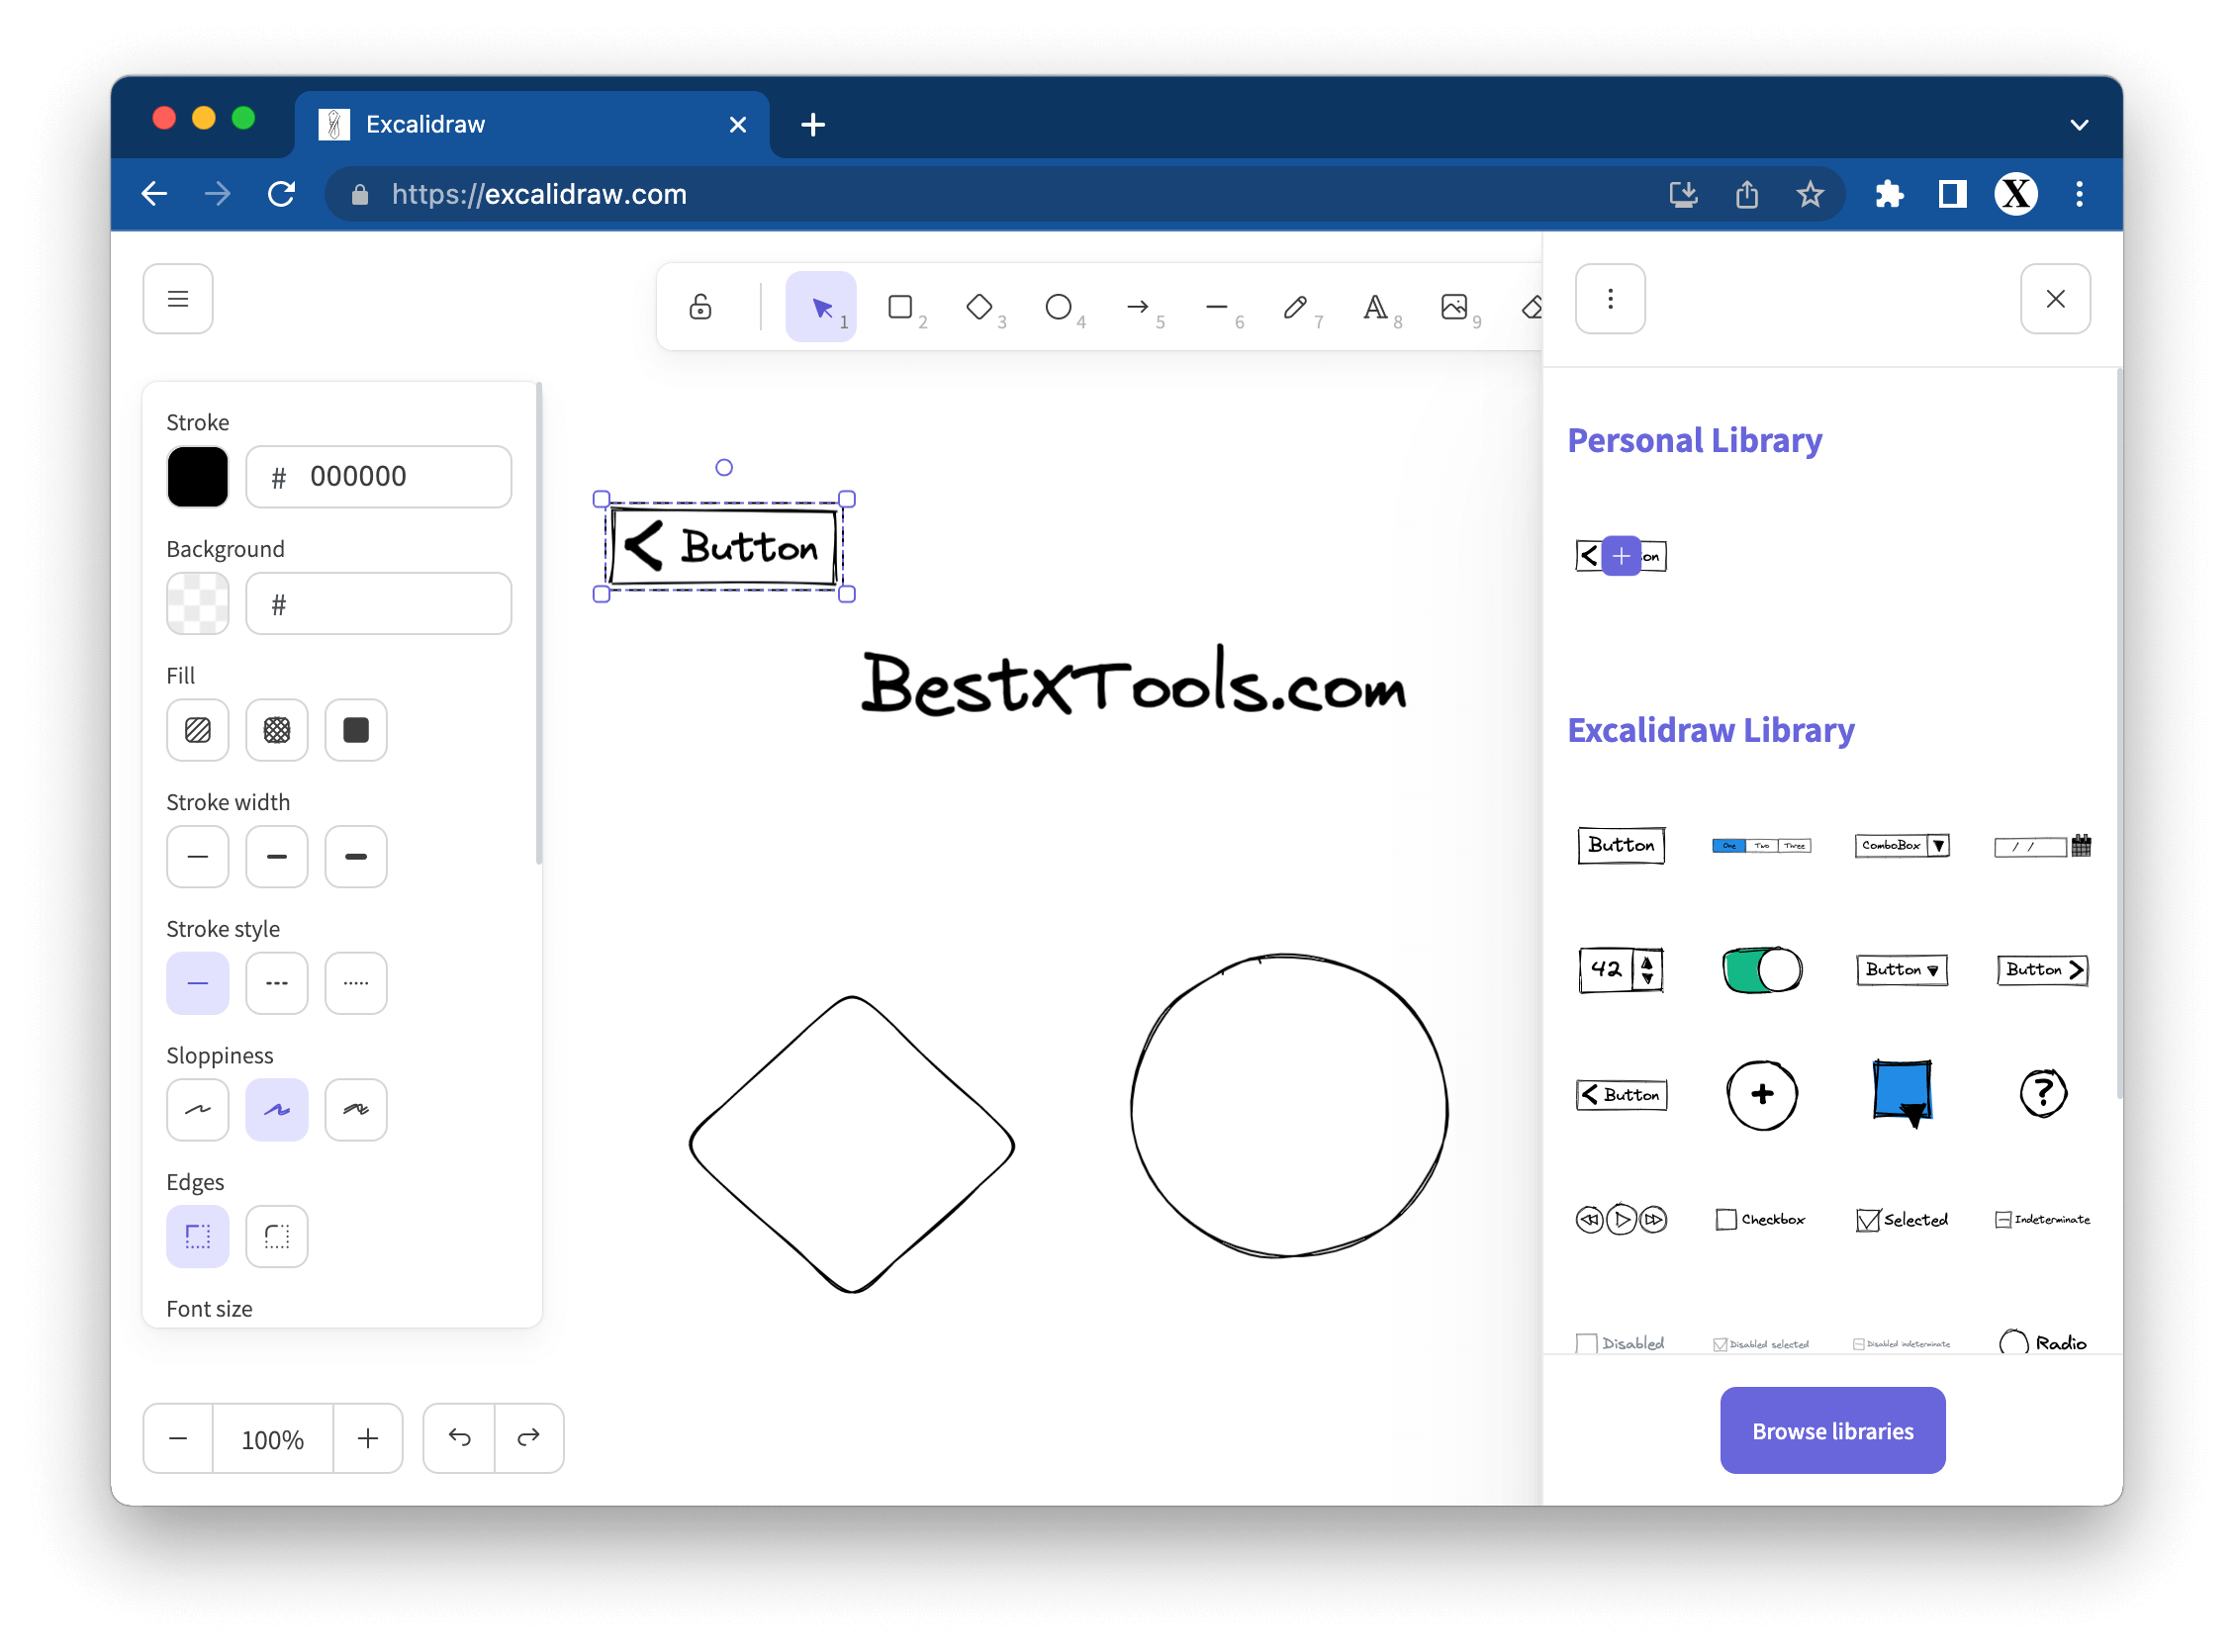 Excalidraw
https://excalidraw.com
X
1 2 3 4 5 6 7 A 8 9
Stroke
# 000000
Background
#
Fill
Stroke width
Stroke style
Sloppiness
Edges
Font size
100%
< Button
BestxTools.com
Personal Library
< on
Excalidraw Library
Button
One Two Three
ComboBox
/ /
42
Button
Button >
< Button
+
?
Checkbox
Selected
Indeterminate
Disabled
Disabled selected
Disabled indeterminate
Radio
Browse libraries